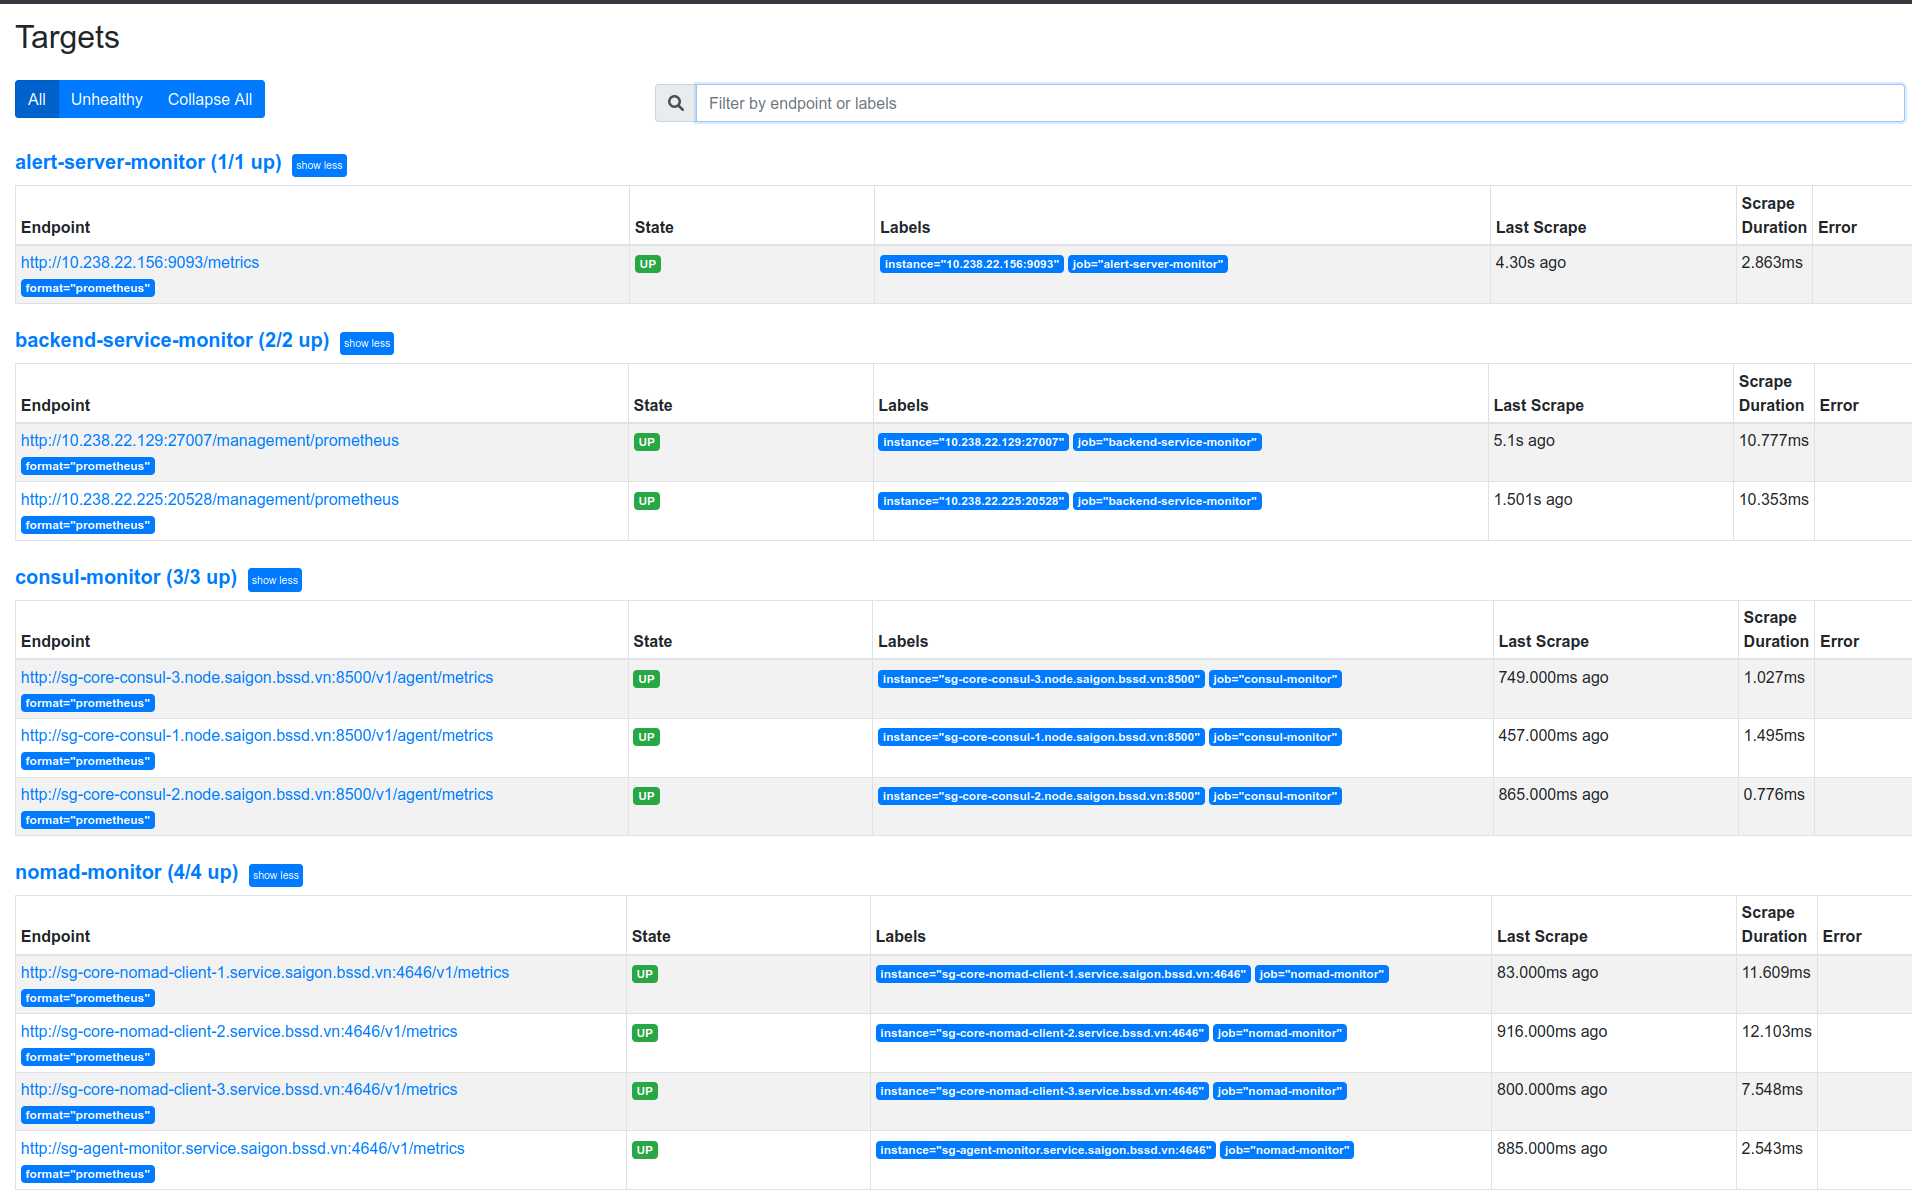 Targets
All Unhealthy Collapse All
Filter by endpoint or labels
alert-server-monitor (1/1 up) show less
Endpoint State Labels Last Scrape Scrape Duration Error
http://10.238.22.156:9093/metrics UP instance="10.238.22.156:9093" job="alert-server-monitor" 4.30s ago 2.863ms
format="prometheus"
backend-service-monitor (2/2 up) show less
Endpoint State Labels Last Scrape Scrape Duration Error
http://10.238.22.129:27007/management/prometheus UP instance="10.238.22.129:27007" job="backend-service-monitor" 5.1s ago 10.777ms
format="prometheus"
http://10.238.22.225:20528/management/prometheus UP instance="10.238.22.225:20528" job="backend-service-monitor" 1.501s ago 10.353ms
format="prometheus"
consul-monitor (3/3 up) show less
Endpoint State Labels Last Scrape Scrape Duration Error
http://sg-core-consul-3.node.saigon.bssd.vn:8500/v1/agent/metrics UP instance="sg-core-consul-3.node.saigon.bssd.vn:8500" job="consul-monitor" 749.000ms ago 1.027ms
format="prometheus"
http://sg-core-consul-1.node.saigon.bssd.vn:8500/v1/agent/metrics UP instance="sg-core-consul-1.node.saigon.bssd.vn:8500" job="consul-monitor" 457.000ms ago 1.495ms
format="prometheus"
http://sg-core-consul-2.node.saigon.bssd.vn:8500/v1/agent/metrics UP instance="sg-core-consul-2.node.saigon.bssd.vn:8500" job="consul-monitor" 865.000ms ago 0.776ms
format="prometheus"
nomad-monitor (4/4 up) show less
Endpoint State Labels Last Scrape Scrape Duration Error
http://sg-core-nomad-client-1.service.saigon.bssd.vn:4646/v1/metrics UP instance="sg-core-nomad-client-1.service.saigon.bssd.vn:4646" job="nomad-monitor" 83.000ms ago 11.609ms
format="prometheus"
http://sg-core-nomad-client-2.service.bssd.vn:4646/v1/metrics UP instance="sg-core-nomad-client-2.service.bssd.vn:4646" job="nomad-monitor" 916.000ms ago 12.103ms
format="prometheus"
http://sg-core-nomad-client-3.service.bssd.vn:4646/v1/metrics UP instance="sg-core-nomad-client-3.service.bssd.vn:4646" job="nomad-monitor" 800.000ms ago 7.548ms
format="prometheus"
http://sg-agent-monitor.service.saigon.bssd.vn:4646/v1/metrics UP instance="sg-agent-monitor.service.saigon.bssd.vn:4646" job="nomad-monitor" 885.000ms ago 2.543ms
format="prometheus"